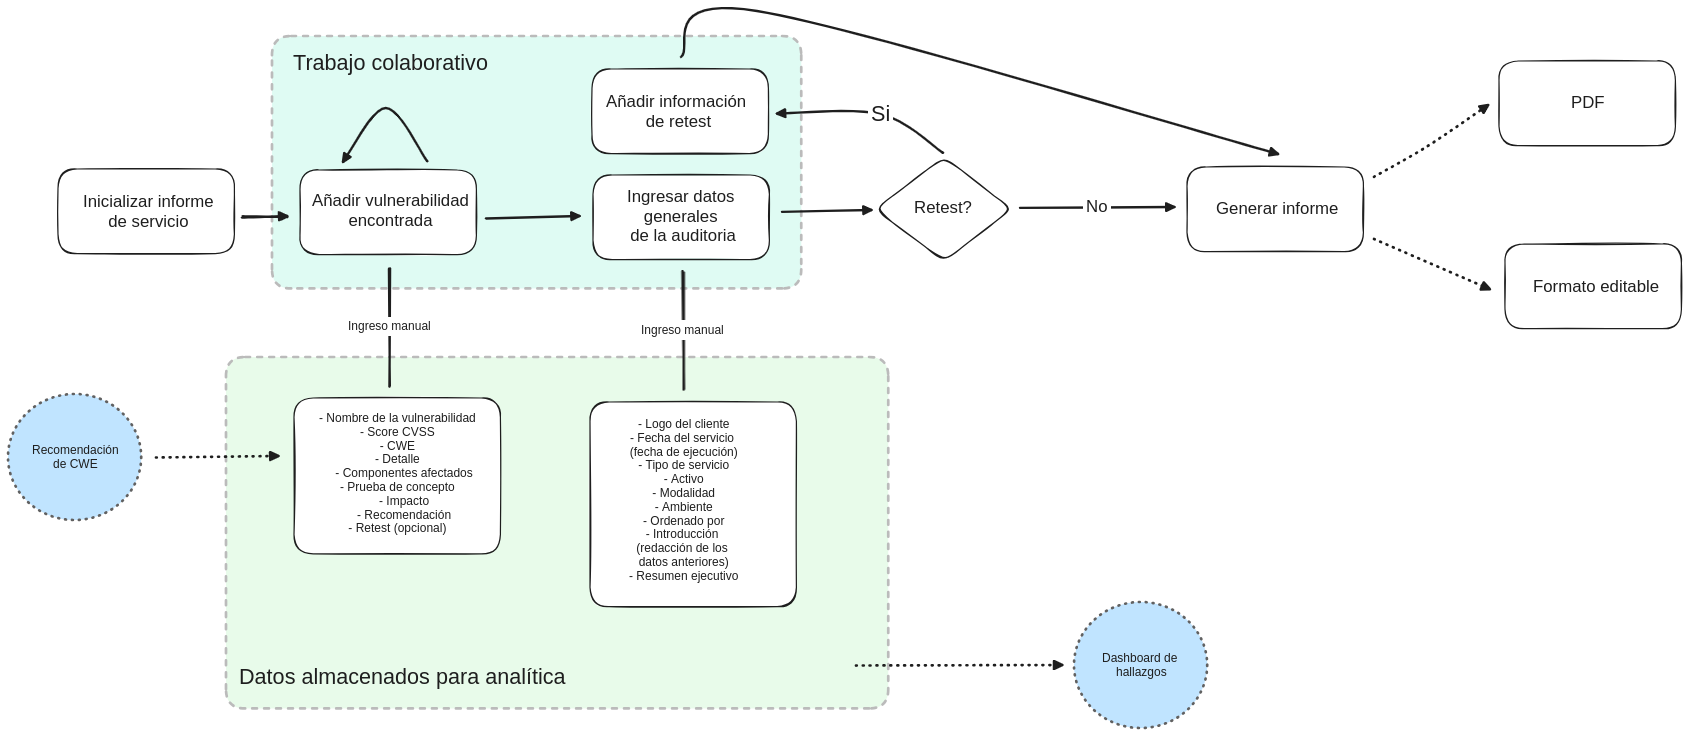 Trabajo colaborativo
Inicializar informe
de servicio
Añadir vulnerabilidad
encontrada
Añadir información
de retest
Ingresar datos
generales
de la auditoria
Si
Retest?
No
Generar informe
PDF
Formato editable
Ingreso manual
Ingreso manual
Recomendación
de CWE
- Nombre de la vulnerabilidad
- Score CVSS
- CWE
- Detalle
- Componentes afectados
- Prueba de concepto
- Impacto
- Recomendación
- Retest (opcional)
- Logo del cliente
- Fecha del servicio
(fecha de ejecución)
- Tipo de servicio
- Activo
- Modalidad
- Ambiente
- Ordenado por
- Introducción
(redacción de los
datos anteriores)
- Resumen ejecutivo
Datos almacenados para analítica
Dashboard de
hallazgos